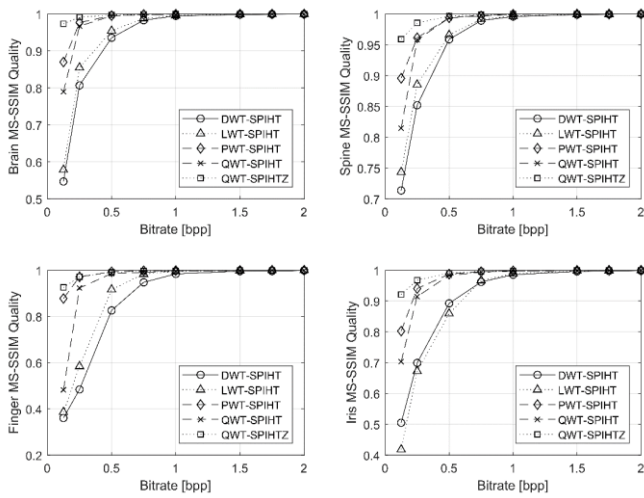 Brain MS-SSIM Quality
1
0.9
0.8
0.7
0.6
0.5
0
0.5
1
1.5
2
Bitrate [bpp]
DWT-SPIHT
LWT-SPIHT
PWT-SPIHT
QWT-SPIHT
QWT-SPIHTZ
Spine MS-SSIM Quality
1
0.95
0.9
0.85
0.8
0.75
0.7
0
0.5
1
1.5
2
Bitrate [bpp]
DWT-SPIHT
LWT-SPIHT
PWT-SPIHT
QWT-SPIHT
QWT-SPIHTZ
Finger MS-SSIM Quality
1
0.8
0.6
0.4
0.2
0
0.5
1
1.5
2
Bitrate [bpp]
DWT-SPIHT
LWT-SPIHT
PWT-SPIHT
QWT-SPIHT
QWT-SPIHTZ
Iris MS-SSIM Quality
1
0.9
0.8
0.7
0.6
0.5
0.4
0
0.5
1
1.5
2
Bitrate [bpp]
DWT-SPIHT
LWT-SPIHT
PWT-SPIHT
QWT-SPIHT
QWT-SPIHTZ